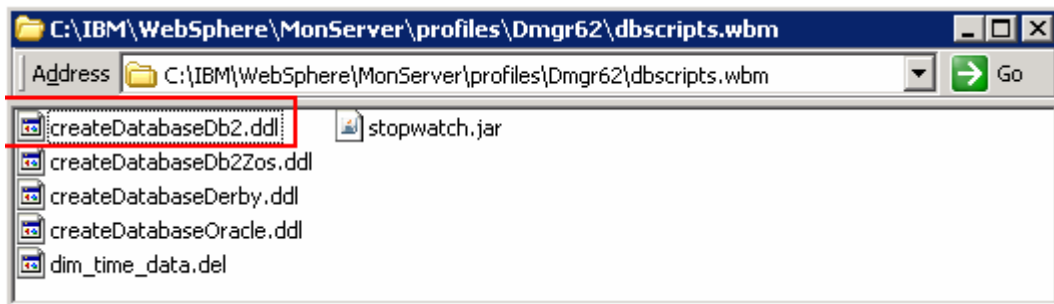 C:\IBM\WebSphere\MonServer\profiles\Dmgr62\dbscripts.wbm
Address C:\IBM\WebSphere\MonServer\profiles\Dmgr62\dbscripts.wbm Go
createDatabaseDb2.ddl stopwatch.jar
createDatabaseDb2Zos.ddl
createDatabaseDerby.ddl
createDatabaseOracle.ddl
dim_time_data.del